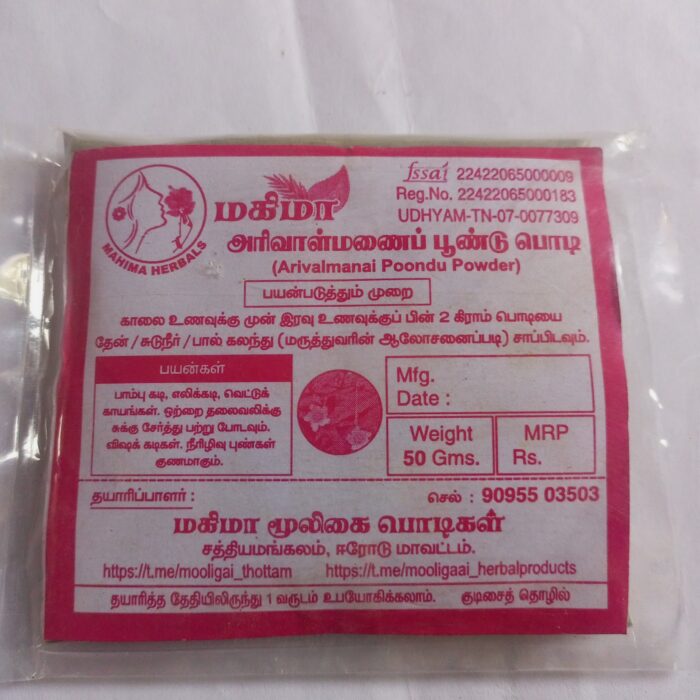 fssai 22422065000009
Reg.No. 22422065000183
UDHYAM-TN-07-0077309
MAHIMA HERBALS
மகிமா
அரிவாள்மணைப் பூண்டு பொடி
(Arivalmanai Poondu Powder)
பயன்படுத்தும் முறை
காலை உணவுக்கு முன் இரவு உணவுக்குப் பின் 2 கிராம் பொடியை
தேன் / சுடுநீர் / பால் கலந்து (மருத்துவரின் ஆலோசனைப்படி) சாப்பிடவும்.
பயன்கள்
பாம்பு கடி, எலிக்கடி, வெட்டுக்
காயங்கள். ஒற்றை தலைவலிக்கு
சுக்கு சேர்த்து பற்று போடவும்.
விஷக் கடிகள். நீரிழிவு புண்கள்
குணமாகும்.
Mfg.
Date :
Weight
50 Gms.
MRP
Rs.
தயாரிப்பாளர் :
செல் : 90955 03503
மகிமா மூலிகை பொடிகள்
சத்தியமங்கலம், ஈரோடு மாவட்டம்.
https://t.me/mooligai_thottam https://t.me/mooligaai_herbalproducts
தயாரித்த தேதியிலிருந்து 1 வருடம் உபயோகிக்கலாம். குடிசைத் தொழில்